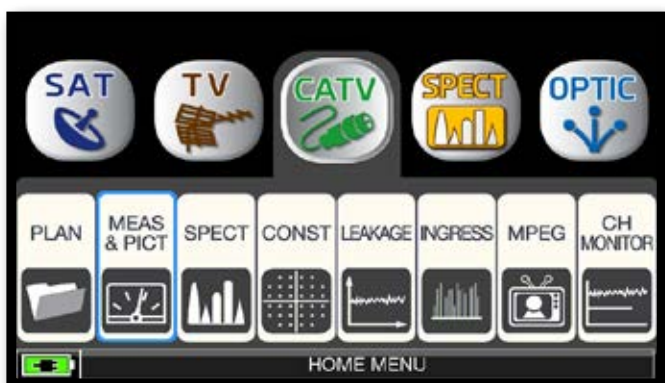 SAT TV CATV SPECT OPTIC
PLAN MEAS & PICT SPECT CONST LEAKAGE INGRESS MPEG CH MONITOR
HOME MENU